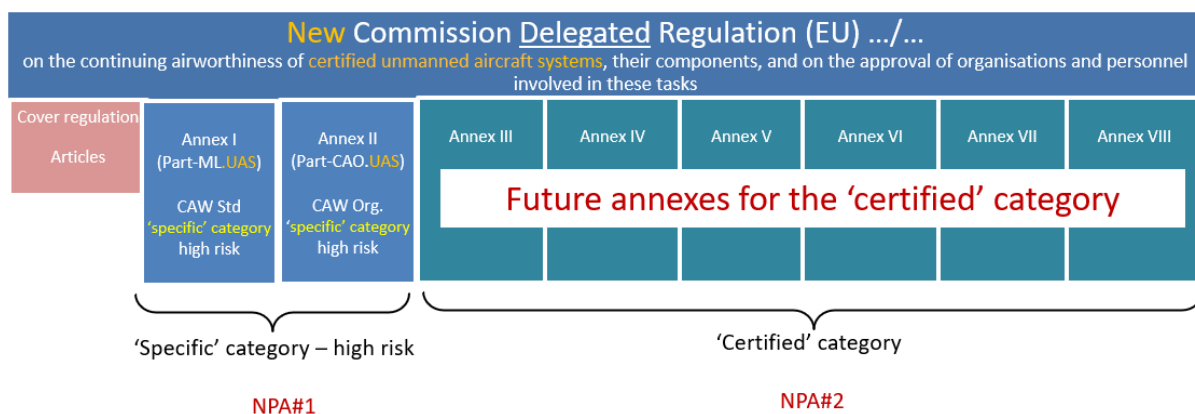 New Commission Delegated Regulation (EU) …/…
on the continuing airworthiness of certified unmanned aircraft systems, their components, and on the approval of organisations and personnel
involved in these tasks
Cover regulation
Articles
Annex I
(Part-ML.UAS)
CAW Std
‘specific’ category
high risk
Annex II
(Part-CAO.UAS)
CAW Org.
‘specific’ category
high risk
Annex III
Annex IV
Annex V
Annex VI
Annex VII
Annex VIII
Future annexes for the ‘certified’ category
‘Specific’ category – high risk
‘Certified’ category
NPA#1
NPA#2